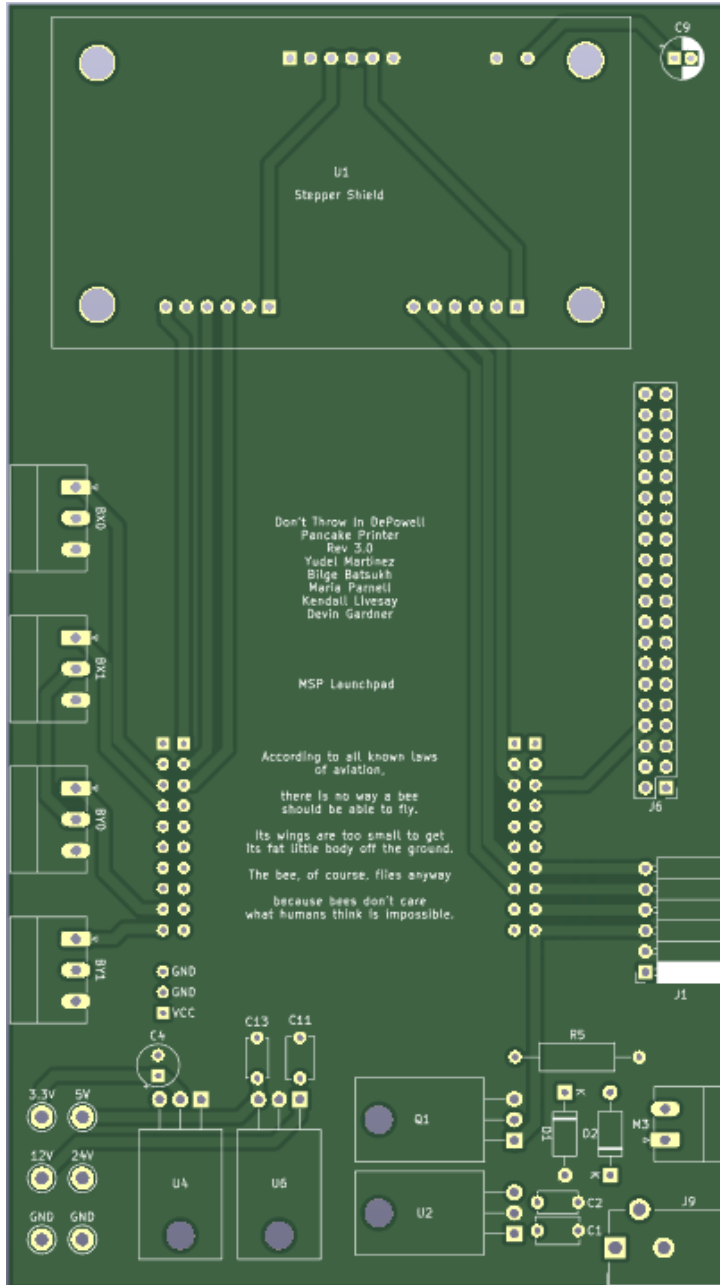 C9
U1
Stepper Shield
BX0
Don't Throw In DePowell
Pancake Printer
Rev 3.0
Yudel Martinez
Bilge Batsukh
Maria Parnell
Kendall Livesay
Devin Gardner
BX1
MSP Launchpad
According to all known laws
of aviation,
there is no way a bee
should be able to fly.
Its wings are too small to get
its fat little body off the ground.
The bee, of course. flies anyway
because bees don't care
what humans think is impossible.
J6
BY0
BY1
GND
GND
VCC
J1
C4
C13
C11
R5
3.3V
5V
Q1
K
D1
D2
K
M3
12V
24V
U4
U6
U2
C2
C1
J9
GND
GND